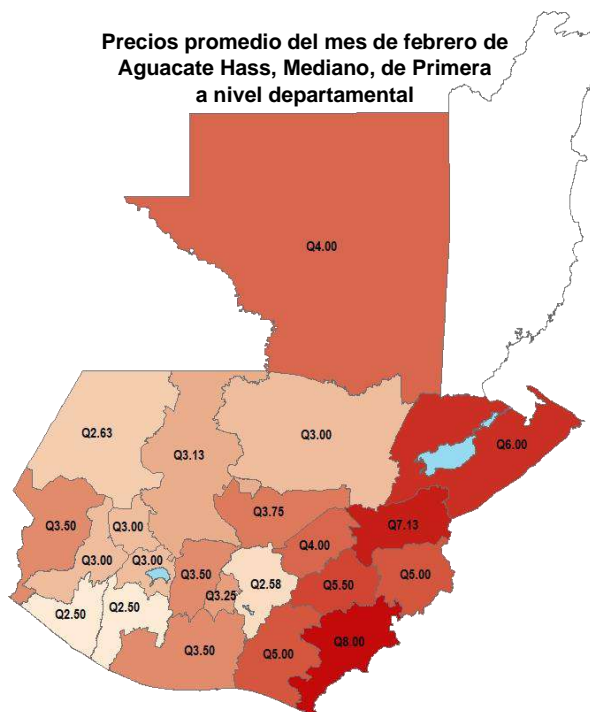 Precios promedio del mes de febrero de
Aguacate Hass, Mediano, de Primera
a nivel departamental
Q4.00
Q2.63
Q3.13
Q3.00
Q6.00
Q3.50
Q3.00
Q3.75
Q7.13
Q4.00
Q3.00
Q3.00
Q3.50
Q2.58
Q5.50
Q5.00
Q3.25
Q2.50
Q2.50
Q8.00
Q3.50
Q5.00